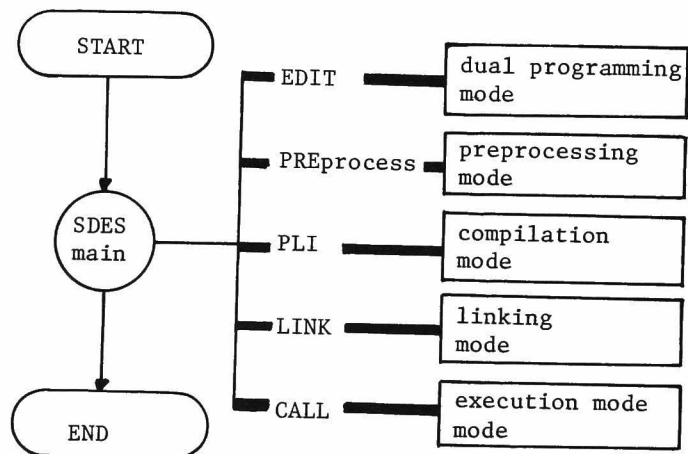 START
EDIT
dual programming
mode
PREprocess
preprocessing
mode
SDES
main
PLI
compilation
mode
LINK
linking
mode
CALL
execution mode
mode
END